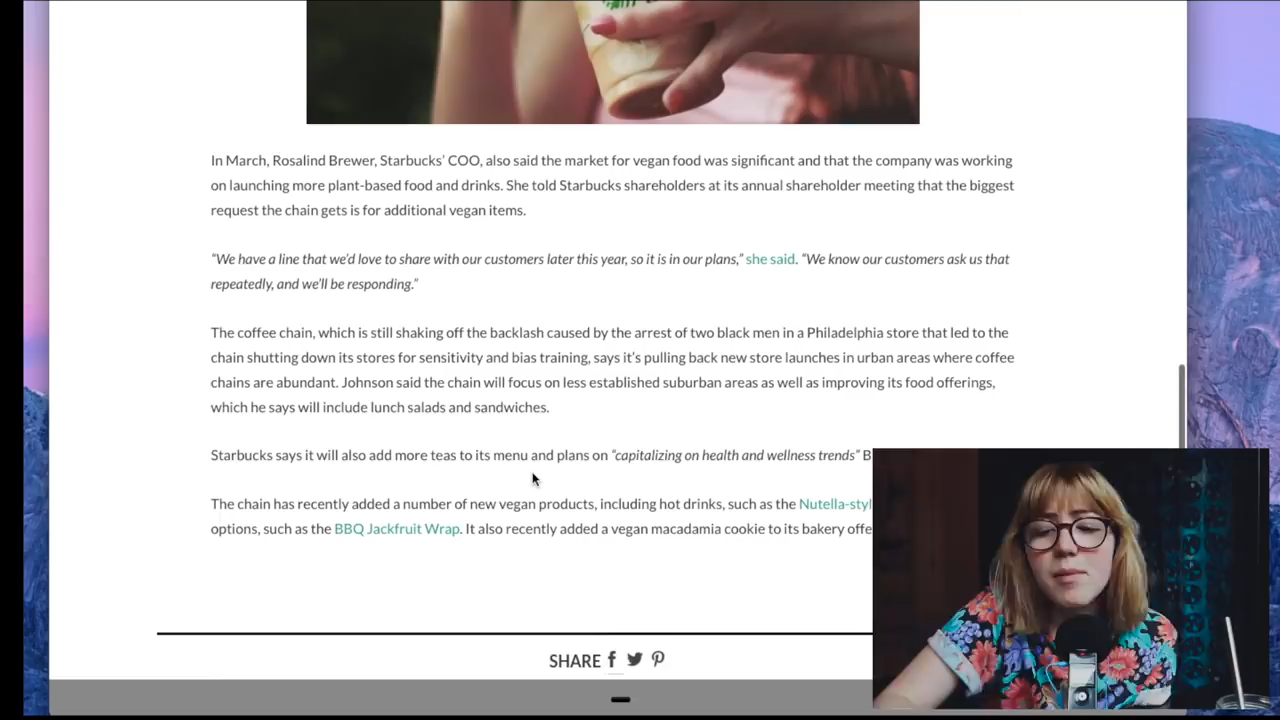 In March, Rosalind Brewer, Starbucks’ COO, also said the market for vegan food was significant and that the company was working
on launching more plant-based food and drinks. She told Starbucks shareholders at its annual shareholder meeting that the biggest
request the chain gets is for additional vegan items.
“We have a line that we’d love to share with our customers later this year, so it is in our plans,” she said. “We know our customers ask us that
repeatedly, and we’ll be responding.”
The coffee chain, which is still shaking off the backlash caused by the arrest of two black men in a Philadelphia store that led to the
chain shutting down its stores for sensitivity and bias training, says it’s pulling back new store launches in urban areas where coffee
chains are abundant. Johnson said the chain will focus on less established suburban areas as well as improving its food offerings,
which he says will include lunch salads and sandwiches.
Starbucks says it will also add more teas to its menu and plans on “capitalizing on health and wellness trends” B
The chain has recently added a number of new vegan products, including hot drinks, such as the Nutella-styl
options, such as the BBQ Jackfruit Wrap. It also recently added a vegan macadamia cookie to its bakery offe
SHARE